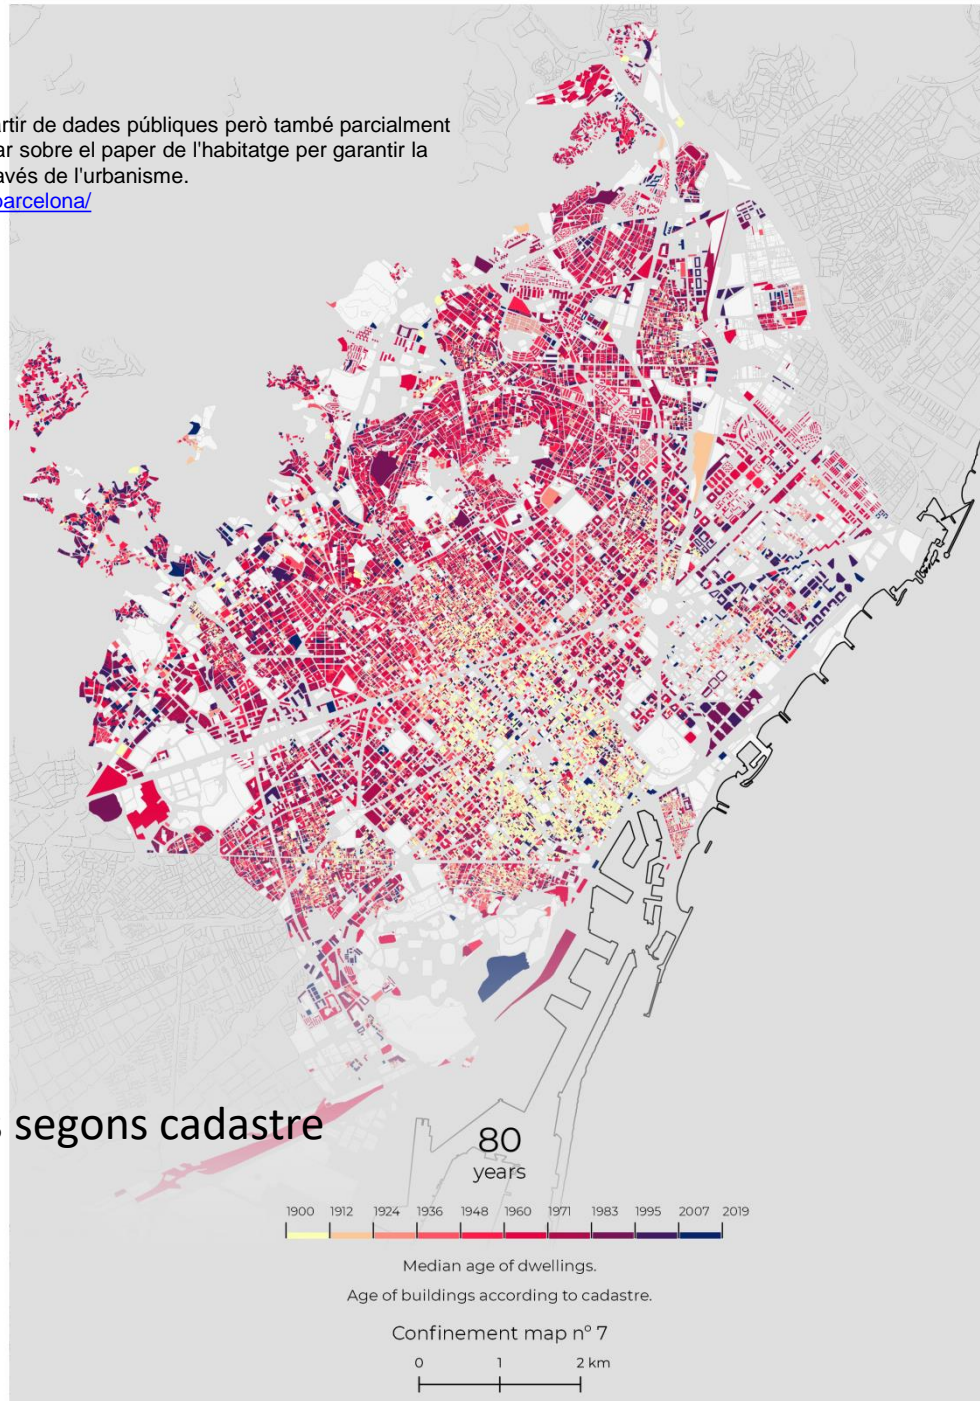 rtir de dades públiques però també parcialment
ar sobre el paper de l'habitatge per garantir la
ravés de l'urbanisme.
barcelona/
s segons cadastre
80
years
1900 1912 1924 1936 1948 1960 1971 1983 1995 2007 2019
Median age of dwellings.
Age of buildings according to cadastre.
Confinement map nº 7
0 1 2 km